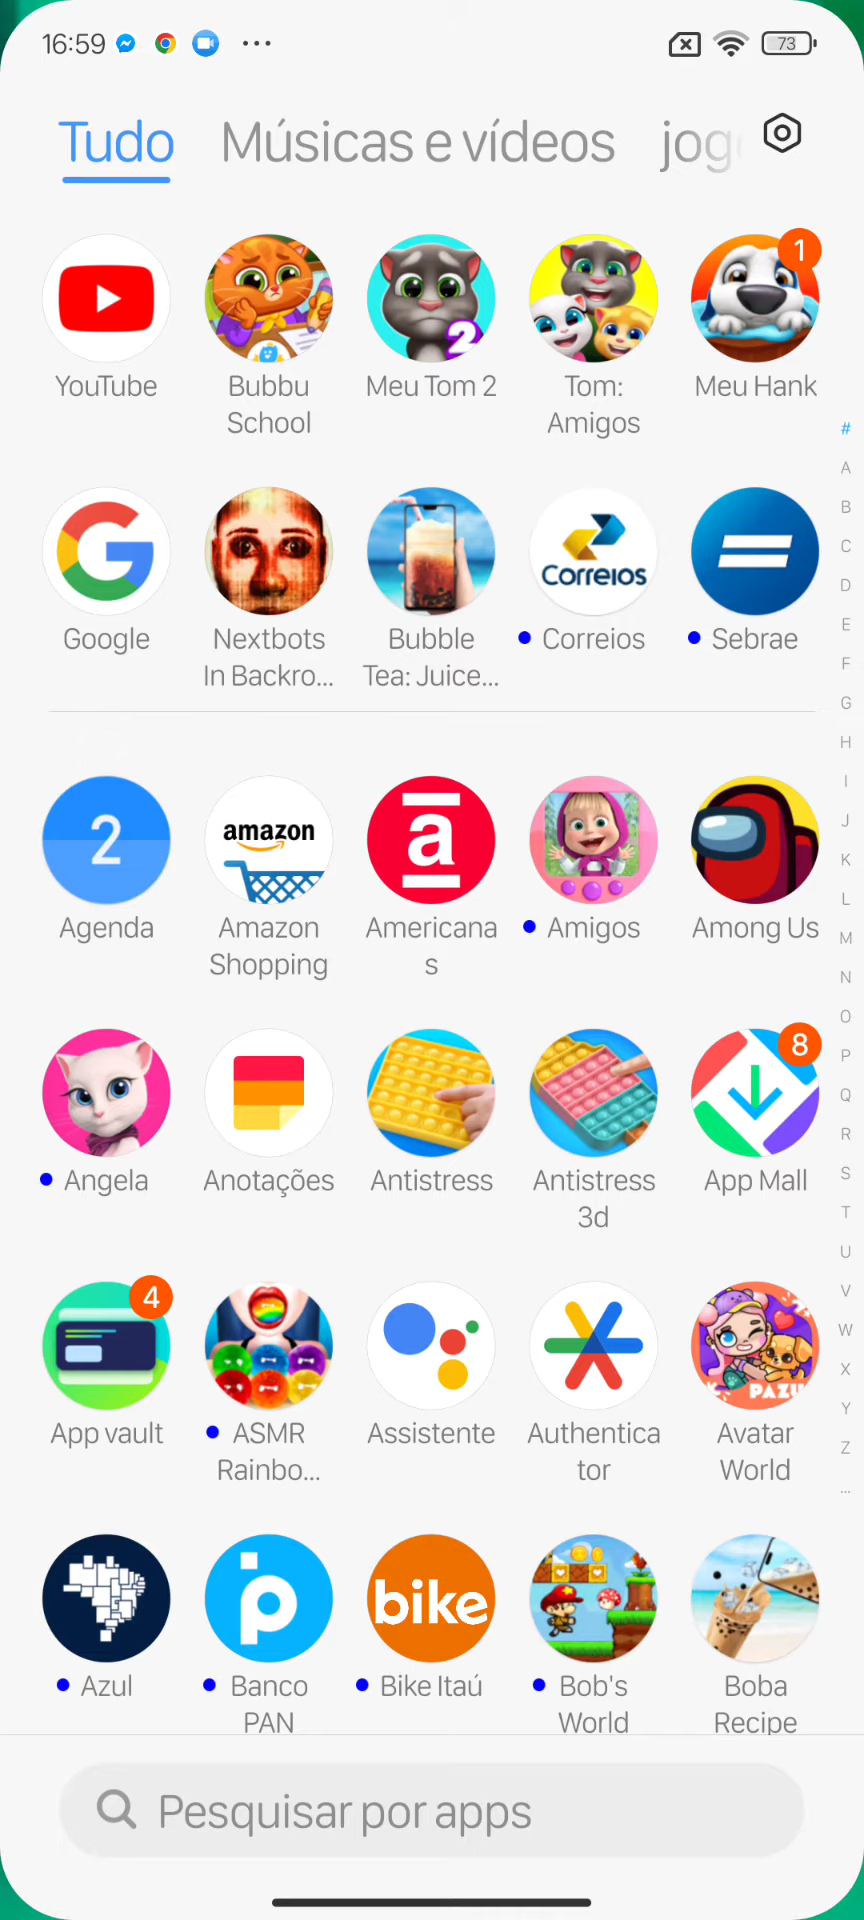 16:59
73
Tudo Músicas e vídeos jog
1
YouTube
Bubbu
School
Meu Tom 2
2
Tom:
Amigos
Meu Hank
#
A
B
C
D
E
F
G
H
I
J
K
L
M
N
O
P
Q
R
S
T
U
V
W
X
Y
Z
...
Google
Nextbots
In Backro...
Bubble
Tea: Juice...
Correios
Correios
Sebrae
2
Agenda
amazon
Amazon
Shopping
a
Americana
s
Amigos
Among Us
Angela
Anotações
Antistress
Antistress
3d
8
App Mall
4
App vault
ASMR
Rainbo...
Assistente
Authentica
tor
PAZU
Avatar
World
Azul
Banco
PAN
bike
Bike Itaú
Bob's
World
Boba
Recipe
Pesquisar por apps